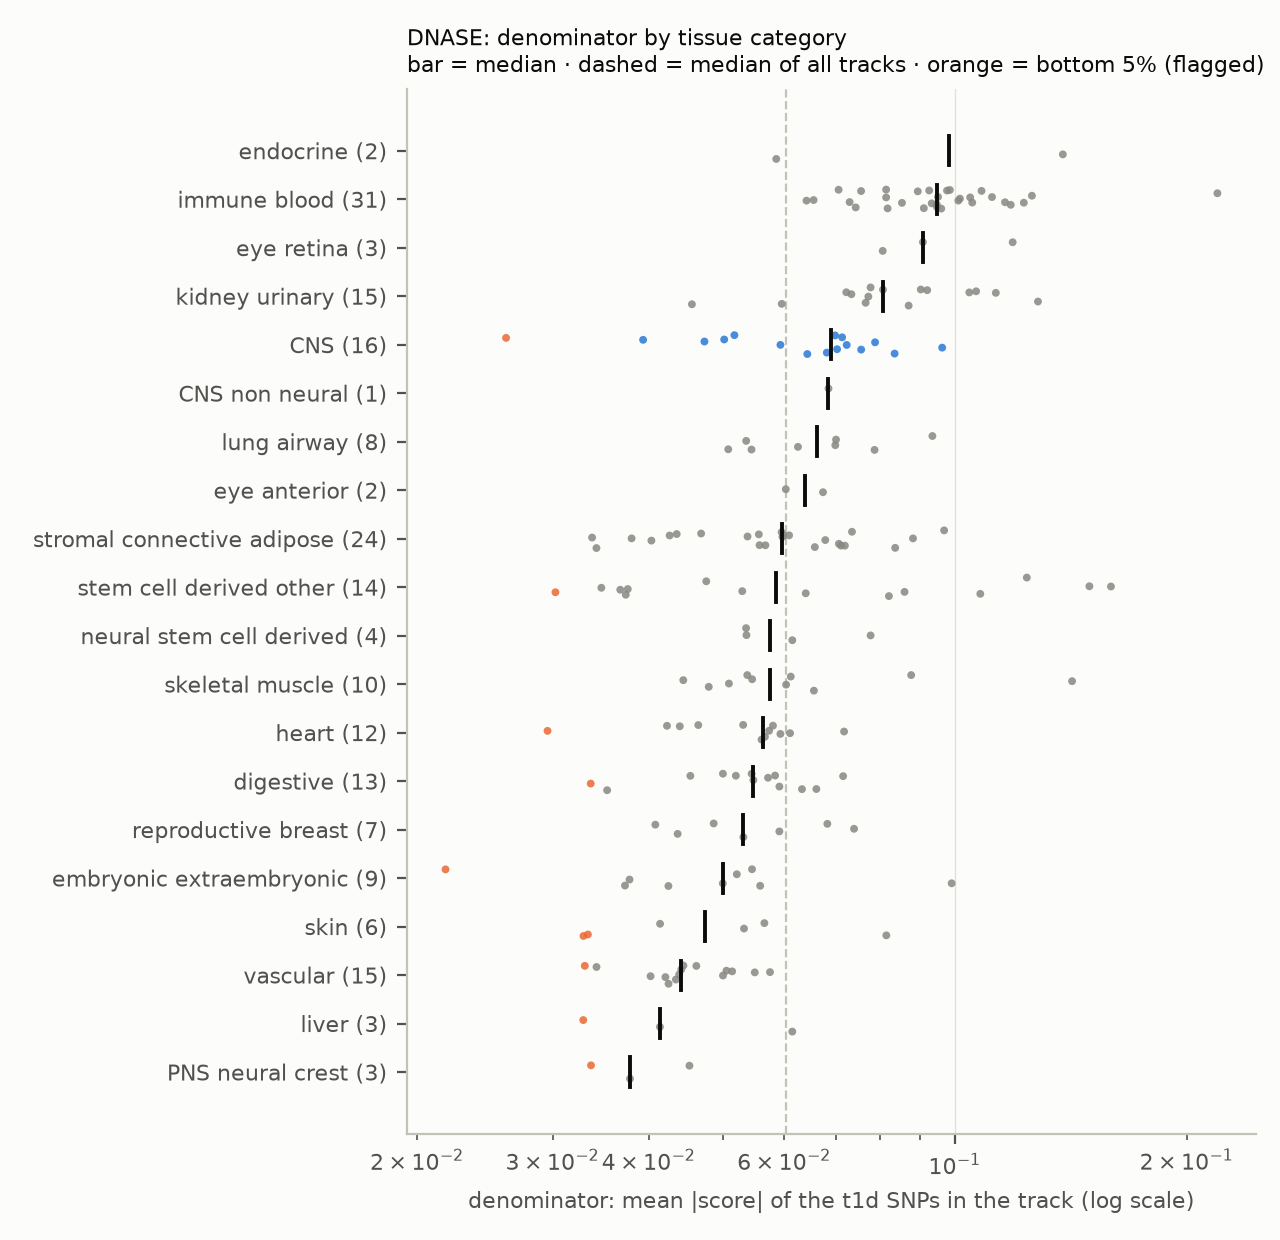 DNASE: denominator by tissue category
bar = median · dashed = median of all tracks · orange = bottom 5% (flagged)
endocrine (2)
immune blood (31)
eye retina (3)
kidney urinary (15)
CNS (16)
CNS non neural (1)
lung airway (8)
eye anterior (2)
stromal connective adipose (24)
stem cell derived other (14)
neural stem cell derived (4)
skeletal muscle (10)
heart (12)
digestive (13)
reproductive breast (7)
embryonic extraembryonic (9)
skin (6)
vascular (15)
liver (3)
PNS neural crest (3)
2 × 10⁻² 3 × 10⁻² 4 × 10⁻² 6 × 10⁻² 10⁻¹ 2 × 10⁻¹
denominator: mean |score| of the t1d SNPs in the track (log scale)